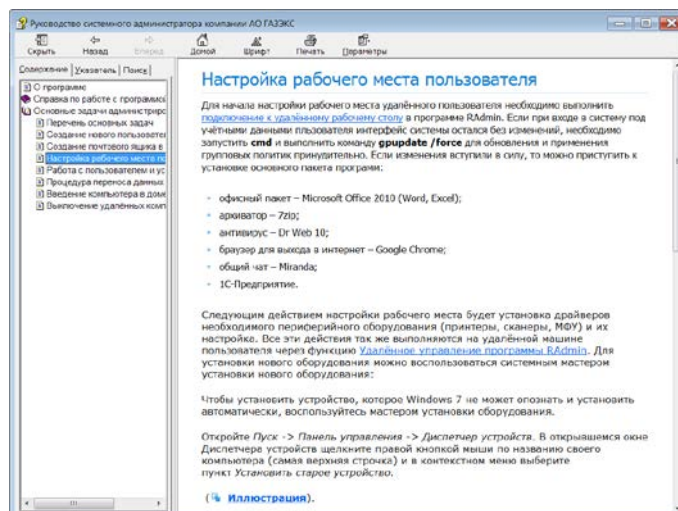 Руководство системного администратора компании АО ГАЗЭКС
Скрыть Назад Вперед Домой Шрифт Печать Параметры
Содержание Указатель Поиск
О программе
Справка по работе с программой
Основные задачи администриро
Перечень основных задач
Создание нового пользовател
Создание почтового ящика в
Настройка рабочего места по
Работа с пользователем и ус
Процедура переноса данных
Введение компьютера в доме
Выключение удалённых комп
Настройка рабочего места пользователя
Для начала настройки рабочего места удалённого пользователя необходимо выполнить
подключение к удалённому рабочему столу в программе RAdmin. Если при входе в систему под
учётными данными пльзователя интерфейс системы остался без изменений, необходимо
запустить cmd и выполнить команду gpupdate /force для обновления и применения
групповых политик принудительно. Если изменения вступили в силу, то можно приступить к
установке основного пакета програми:
офисный пакет – Microsoft Office 2010 (Word, Excel);
архиватор – 7zip;
антивирус – Dr Web 10;
браузер для выхода в интернет – Google Chrome;
общий чат – Miranda;
1С-Предприятие.
Следующим действием настройки рабочего места будет установка драйверов
необходимого периферийного оборудования (принтеры, сканеры, МФУ) и их
настройка. Все эти действия так же выполняются на удалённой машине
пользователя через функцию Удалённое управление программы RAdmin. Для
установки нового оборудования можно воспользоваться системным мастером
установки нового оборудования:
Чтобы установить устройство, которое Windows 7 не может опознать и установить
автоматически, воспользуйтесь мастером установки оборудования.
Откройте Пуск -> Панель управления -> Диспетчер устройств. В открывшемся окне
Диспетчере устройств щелкните правой кнопкой мыши по названию своего
компьютера (самая верхняя строчка) и в контекстном меню выберите
пункт Установить старое устройство.
(Иллюстрация).